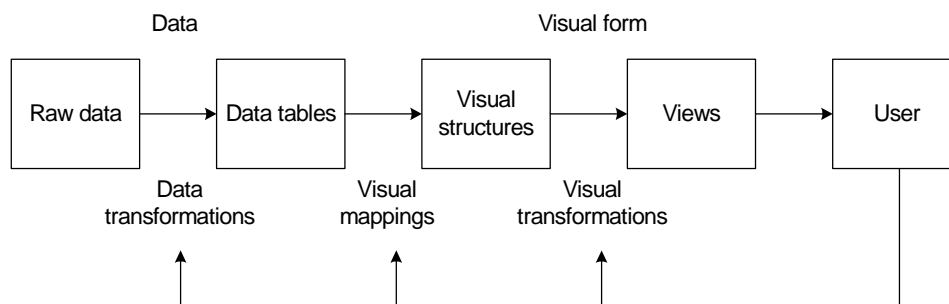 Data
Visual form
Raw data
Data tables
Visual
structures
Views
User
Data
transformations
Visual
mappings
Visual
transformations